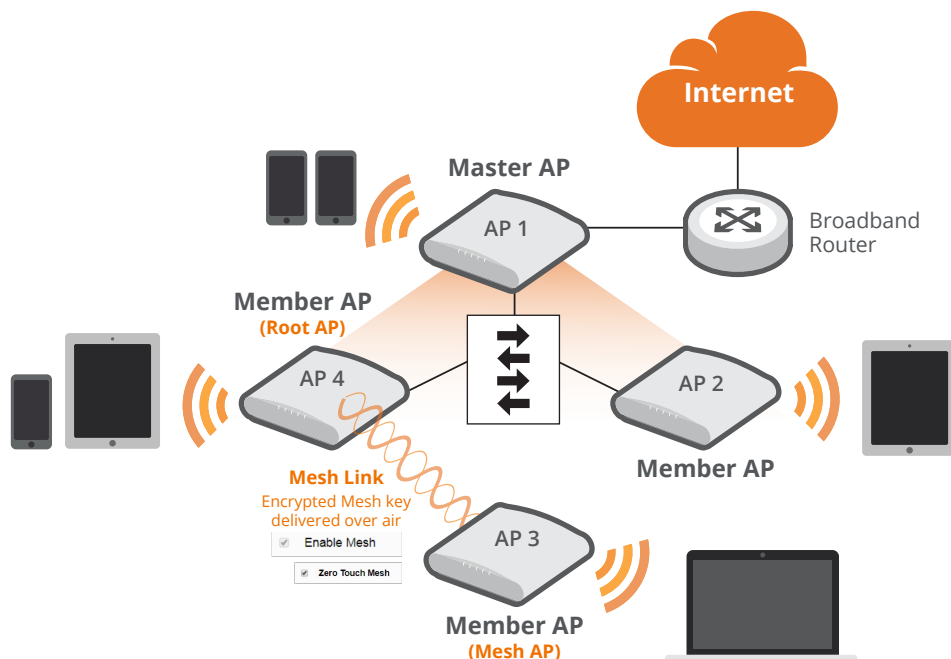 Internet
Master AP
AP 1
Broadband
Router
Member AP
(Root AP)
AP 4
AP 2
Member AP
Mesh Link
Encrypted Mesh key
delivered over air
Enable Mesh
Zero Touch Mesh
AP 3
Member AP
(Mesh AP)